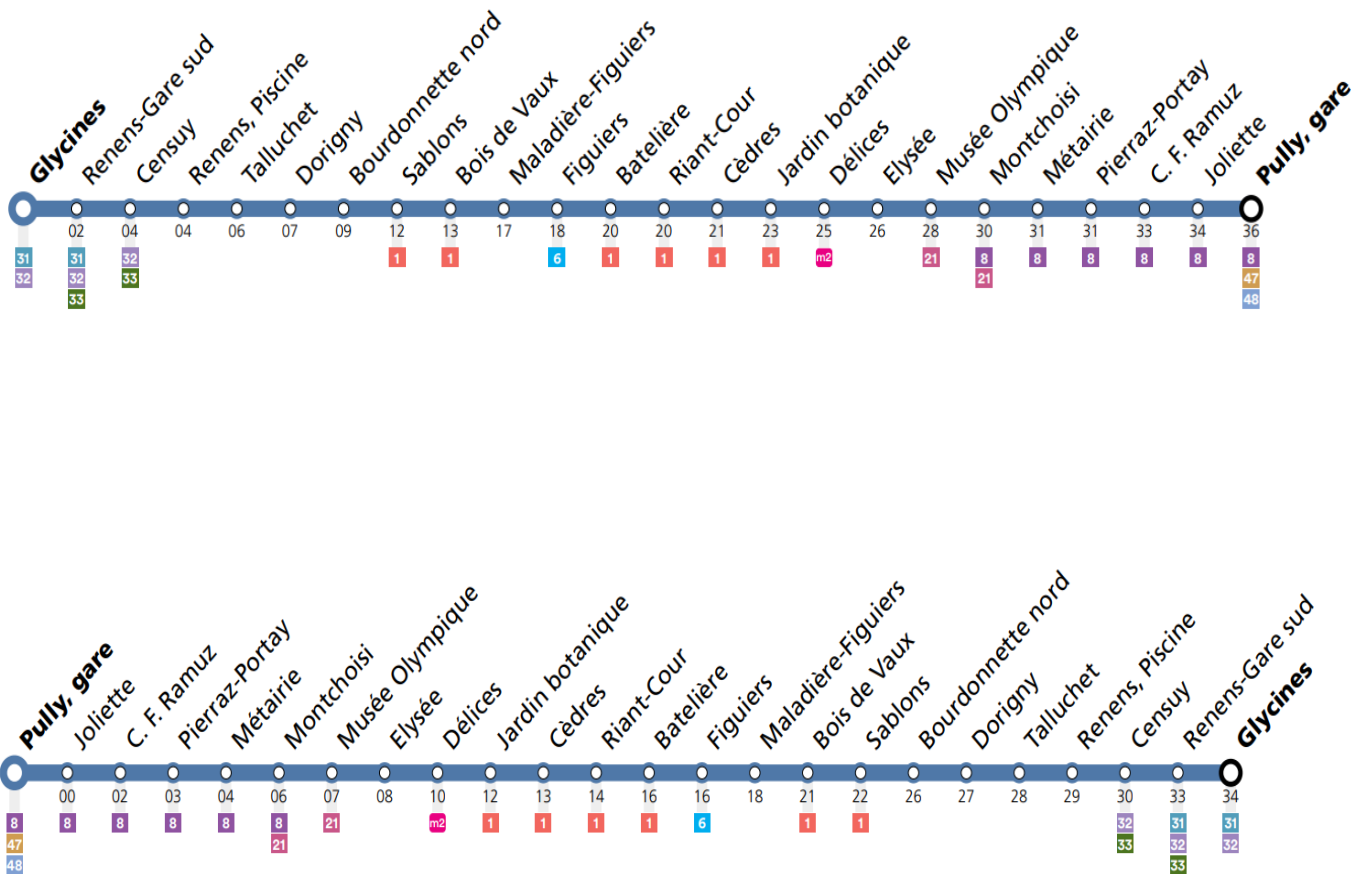 Glycines
Renens-Gare sud
Censuy
Renens, Piscine
Talluchet
Dorigny
Bourdonnette nord
Sablons
Bois de Vaux
Maladière-Figuiers
Figuiers
Batelière
Riant-Cour
Cèdres
Jardin botanique
Délices
Elysée
Musée Olympique
Montchoisi
Métairie
Pierraz-Portay
C. F. Ramuz
Joliette
Pully, gare
02 04 04 06 07 09 12 13 17 18 20 20 21 23 25 26 28 30 31 31 33 34 36
31 31 32 1 1 6 1 1 1 1 m2 21 8 8 8 8 8 8
32 32 33 21 47
33 48
Pully, gare
Joliette
C. F. Ramuz
Pierraz-Portay
Métairie
Montchoisi
Musée Olympique
Elysée
Délices
Jardin botanique
Cèdres
Riant-Cour
Batelière
Figuiers
Maladière-Figuiers
Bois de Vaux
Sablons
Bourdonnette nord
Dorigny
Talluchet
Renens, Piscine
Censuy
Renens-Gare sud
Glycines
00 02 03 04 06 07 08 10 12 13 14 16 16 18 21 22 26 27 28 29 30 33 34
8 8 8 8 8 8 21 m2 1 1 1 1 6 1 1 32 31 31
47 21 33 32 32
48 33